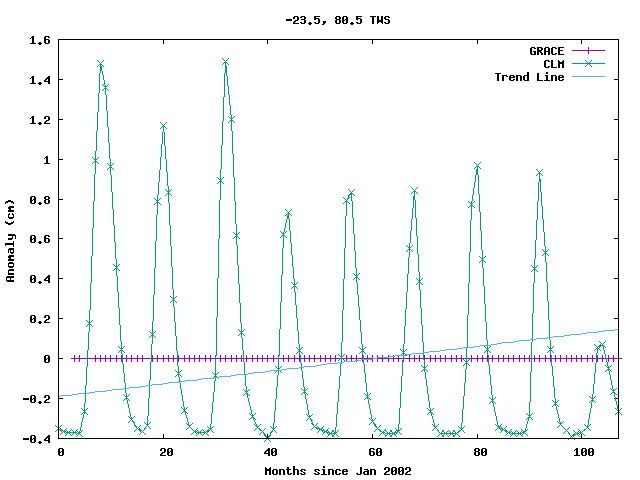 -23.5, 80.5 TWS
GRACE
CLM
Trend Line
1.6
1.4
1.2
1
0.8
0.6
0.4
0.2
0
-0.2
-0.4
Anomaly (cm)
0 20 40 60 80 100
Months since Jan 2002